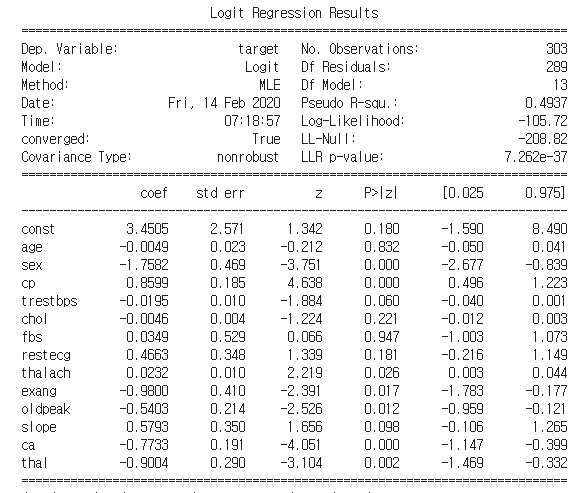 Logit Regression Results
==============================================================================
Dep. Variable: target No. Observations: 303
Model: Logit Df Residuals: 289
Method: MLE Df Model: 13
Date: Fri, 14 Feb 2020 Pseudo R-squ.: 0.4937
Time: 07:18:57 Log-Likelihood: -105.72
converged: True LL-Null: -208.82
Covariance Type: nonrobust LLR p-value: 7.262e-37
==============================================================================
coef std err z P>|z| [0.025 0.975]
------------------------------------------------------------------------------
const 3.4505 2.571 1.342 0.180 -1.590 8.490
age -0.0049 0.023 -0.212 0.832 -0.050 0.041
sex -1.7582 0.469 -3.751 0.000 -2.677 -0.839
cp 0.8599 0.185 4.638 0.000 0.496 1.223
trestbps -0.0195 0.010 -1.884 0.060 -0.040 0.001
chol -0.0046 0.004 -1.224 0.221 -0.012 0.003
fbs 0.0349 0.529 0.066 0.947 -1.003 1.073
restecg 0.4663 0.348 1.339 0.181 -0.216 1.149
thalach 0.0232 0.010 2.219 0.026 0.003 0.044
exang -0.9800 0.410 -2.391 0.017 -1.783 -0.177
oldpeak -0.5403 0.214 -2.526 0.012 -0.959 -0.121
slope 0.5793 0.350 1.656 0.098 -0.106 1.265
ca -0.7733 0.191 -4.051 0.000 -1.147 -0.399
thal -0.9004 0.290 -3.104 0.002 -1.469 -0.332
==============================================================================